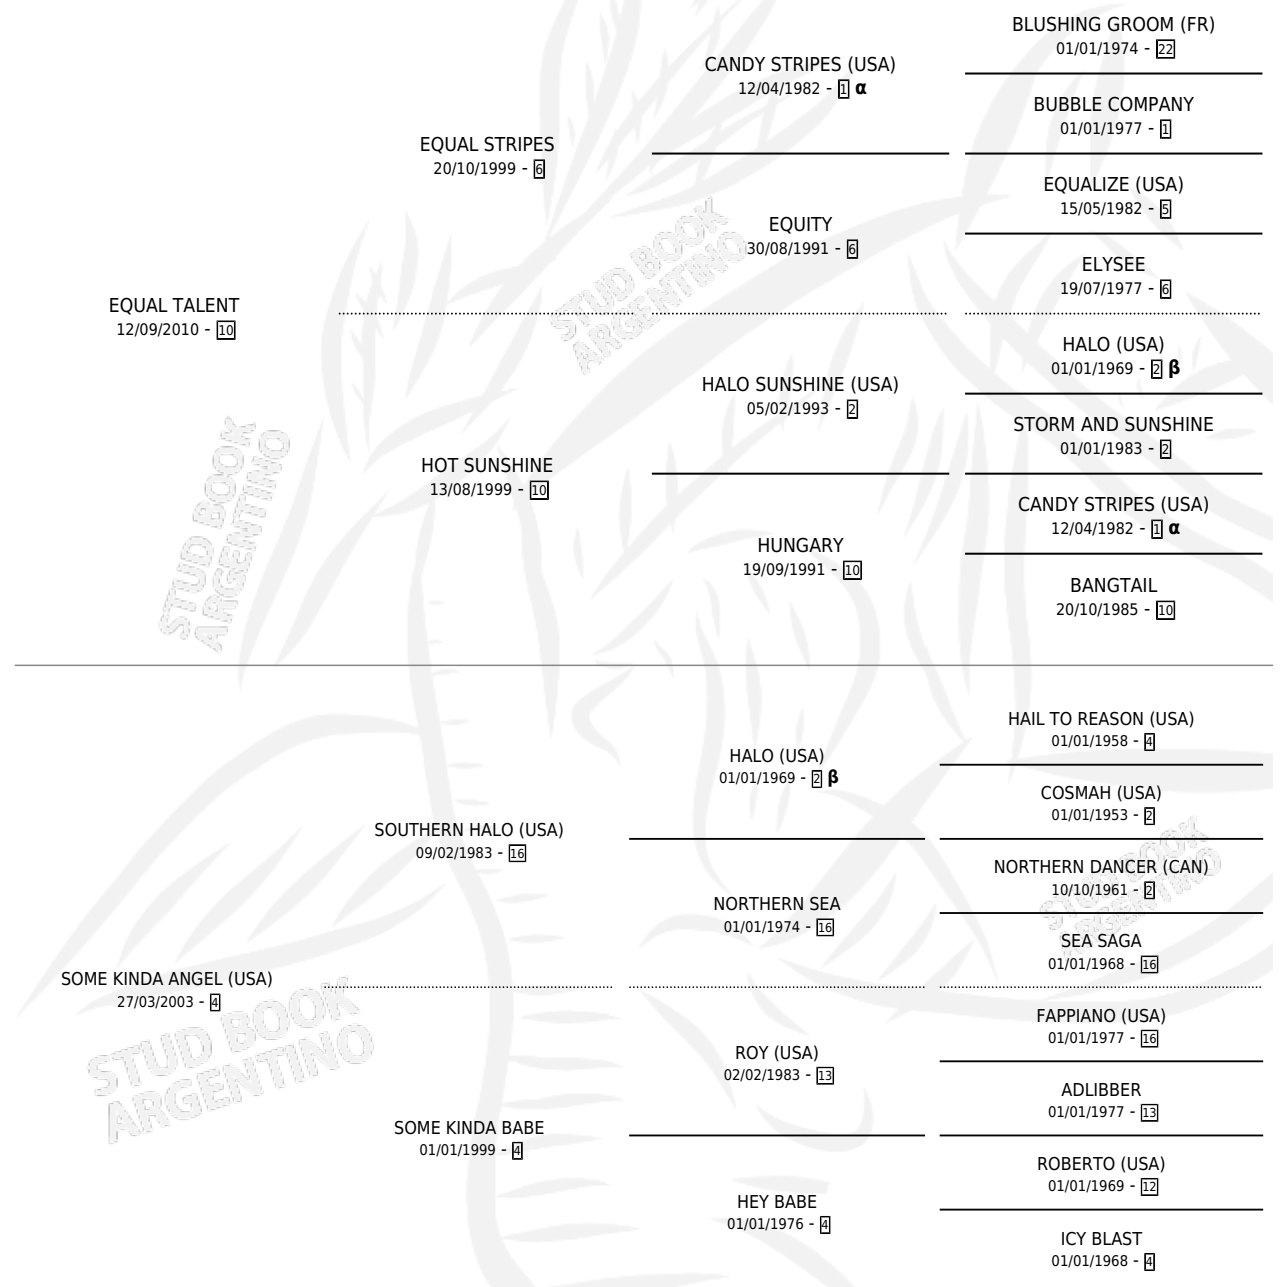 BLUSHING GROOM (FR)
01/01/1974 - 22
CANDY STRIPES (USA)
12/04/1982 - 1 α
BUBBLE COMPANY
01/01/1977 - 1
EQUAL STRIPES
20/10/1999 - 6
EQUALIZE (USA)
15/05/1982 - 5
EQUITY
30/08/1991 - 6
ELYSEE
19/07/1977 - 6
EQUAL TALENT
12/09/2010 - 10
HALO (USA)
01/01/1969 - 2 β
HALO SUNSHINE (USA)
05/02/1993 - 2
STORM AND SUNSHINE
01/01/1983 - 2
HOT SUNSHINE
13/08/1999 - 10
CANDY STRIPES (USA)
12/04/1982 - 1 α
HUNGARY
19/09/1991 - 10
BANGTAIL
20/10/1985 - 10
HAIL TO REASON (USA)
01/01/1958 - 4
HALO (USA)
01/01/1969 - 2 β
COSMAH (USA)
01/01/1953 - 2
SOUTHERN HALO (USA)
09/02/1983 - 16
NORTHERN DANCER (CAN)
10/10/1961 - 2
NORTHERN SEA
01/01/1974 - 16
SEA SAGA
01/01/1968 - 16
SOME KINDA ANGEL (USA)
27/03/2003 - 4
FAPPIANO (USA)
01/01/1977 - 16
ROY (USA)
02/02/1983 - 13
ADLIBBER
01/01/1977 - 13
SOME KINDA BABE
01/01/1999 - 4
ROBERTO (USA)
01/01/1969 - 12
HEY BABE
01/01/1976 - 4
ICY BLAST
01/01/1968 - 4
STUD BOOK
ARGENTINO
STUD BOOK
ARGENTINO
STUD BOOK
ARGENTINO
STUD BOOK
ARGENTINO